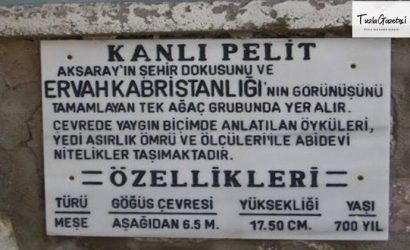 Tuzla Gazetesi
KANLI PELİT
AKSARAY'IN ŞEHİR DOKUSUNU VE
ERVAH KABRİSTANLIĞI'NIN GÖRÜNÜŞÜNÜ
TAMAMLAYAN TEK AĞAÇ GRUBUNDA YER ALIR.
ÇEVREDE YAYGIN BİÇİMDE ANLATILAN ÖYKÜLERİ,
YEDİ ASIRLIK ÖMRÜ VE ÖLÇÜLERİ'İLE ABİDEVİ
NİTELİKLER TAŞIMAKTADIR.
ÖZELLİKLERİ
TÜRÜ GÖĞÜS ÇEVRESİ YÜKSEKLİĞİ YAŞI
MEŞE AŞAĞIDAN 6.5 M. 17.50 CM. 700 YIL